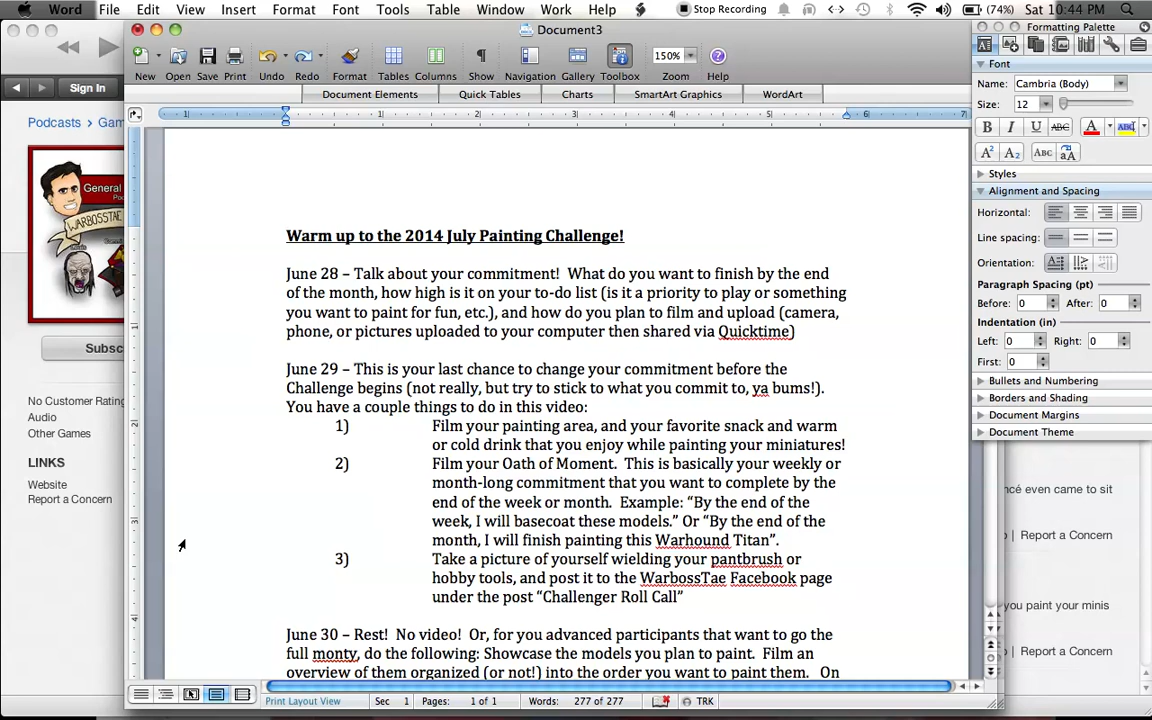 Word File Edit View Insert Format Font Tools Table Window Work Help Stop Recording (74%) Sat 10:44 PM
Document3
Formatting Palette
New Open Save Print Undo Redo Format Tables Columns Show Navigation Gallery Toolbox 150% Zoom Help
Document Elements Quick Tables Charts SmartArt Graphics WordArt
Sign In
Podcasts > Gam
General
WARBOSSTAE
Subsc
No Customer Rating
Audio
Other Games
LINKS
Website
Report a Concern
Warm up to the 2014 July Painting Challenge!
June 28 – Talk about your commitment! What do you want to finish by the end
of the month, how high is it on your to-do list (is it a priority to play or something
you want to paint for fun, etc.), and how do you plan to film and upload (camera,
phone, or pictures uploaded to your computer then shared via Quicktime)
June 29 – This is your last chance to change your commitment before the
Challenge begins (not really, but try to stick to what you commit to, ya bums!).
You have a couple things to do in this video:
1) Film your painting area, and your favorite snack and warm
or cold drink that you enjoy while painting your miniatures!
2) Film your Oath of Moment. This is basically your weekly or
month-long commitment that you want to complete by the
end of the week or month. Example: “By the end of the
week, I will basecoat these models.” Or “By the end of the
month, I will finish painting this Warhound Titan”.
3) Take a picture of yourself wielding your pantbrush or
hobby tools, and post it to the WarbossTae Facebook page
under the post “Challenger Roll Call”
June 30 – Rest! No video! Or, for you advanced participants that want to go the
full monty, do the following: Showcase the models you plan to paint. Film an
overview of them organized (or not!) into the order you want to paint them. On
Print Layout View Sec 1 Pages: 1 of 1 Words: 277 of 277 TRK
Font
Name: Cambria (Body)
Size: 12
B I U ABC A ABC
A² A₂ ABC aA
Styles
Alignment and Spacing
Horizontal:
Line spacing:
Orientation:
Paragraph Spacing (pt)
Before: 0 After: 0
Indentation (in)
Left: 0 Right: 0
First: 0
Bullets and Numbering
Borders and Shading
Document Margins
Document Theme
ncé even came to sit
| Report a Concern
you paint your minis
| Report a Concern